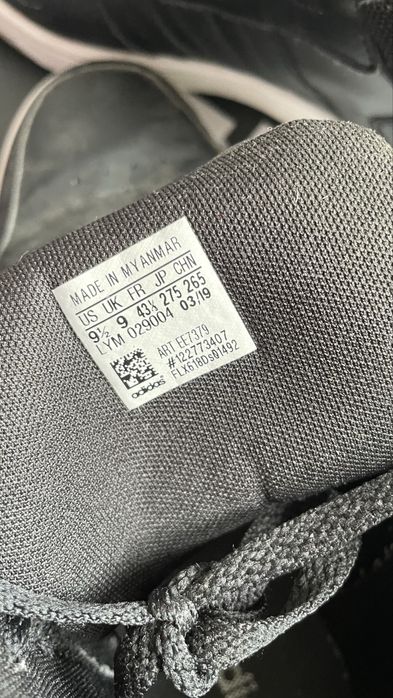 MADE IN MYANMAR
US UK FR JP CHN
9½ 9 43⅓ 275 265
LYM 029004 03/19
ART EE7379
#122773407
FLX618Ds01492
adidas